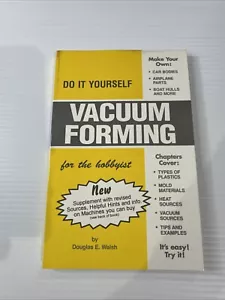 DO IT YOURSELF
Make Your
Own:
• CAR BODIES
• AIRPLANE
PARTS
• BOAT HULLS
AND MORE
VACUUM
FORMING
for the hobbyist
New
Supplement with revised
Sources, Helpful Hints and info.
on Machines you can buy
(see back of book)
by
Douglas E. Walsh
Chapters
Cover:
• TYPES OF
PLASTICS
• MOLD
MATERIALS
• HEAT
SOURCES
• VACUUM
SOURCES
• TIPS AND
EXAMPLES
It's easy!
Try it!